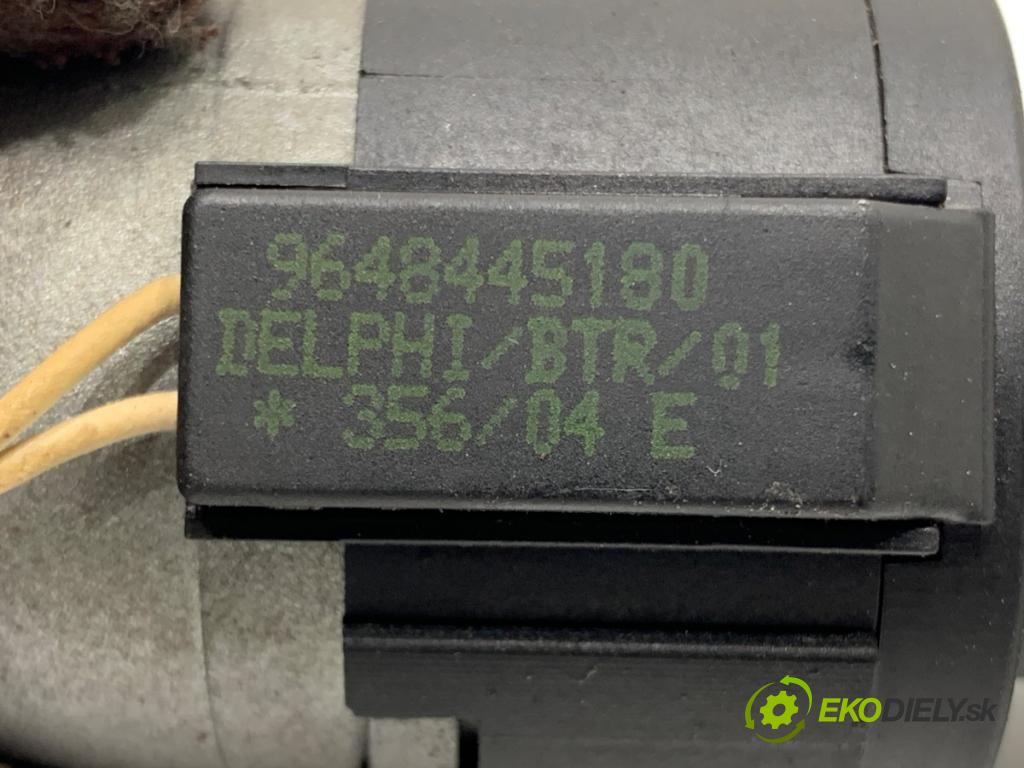 9648445180
DELPHI/BTR/01
* 356/04 E
EKODIELY.sk